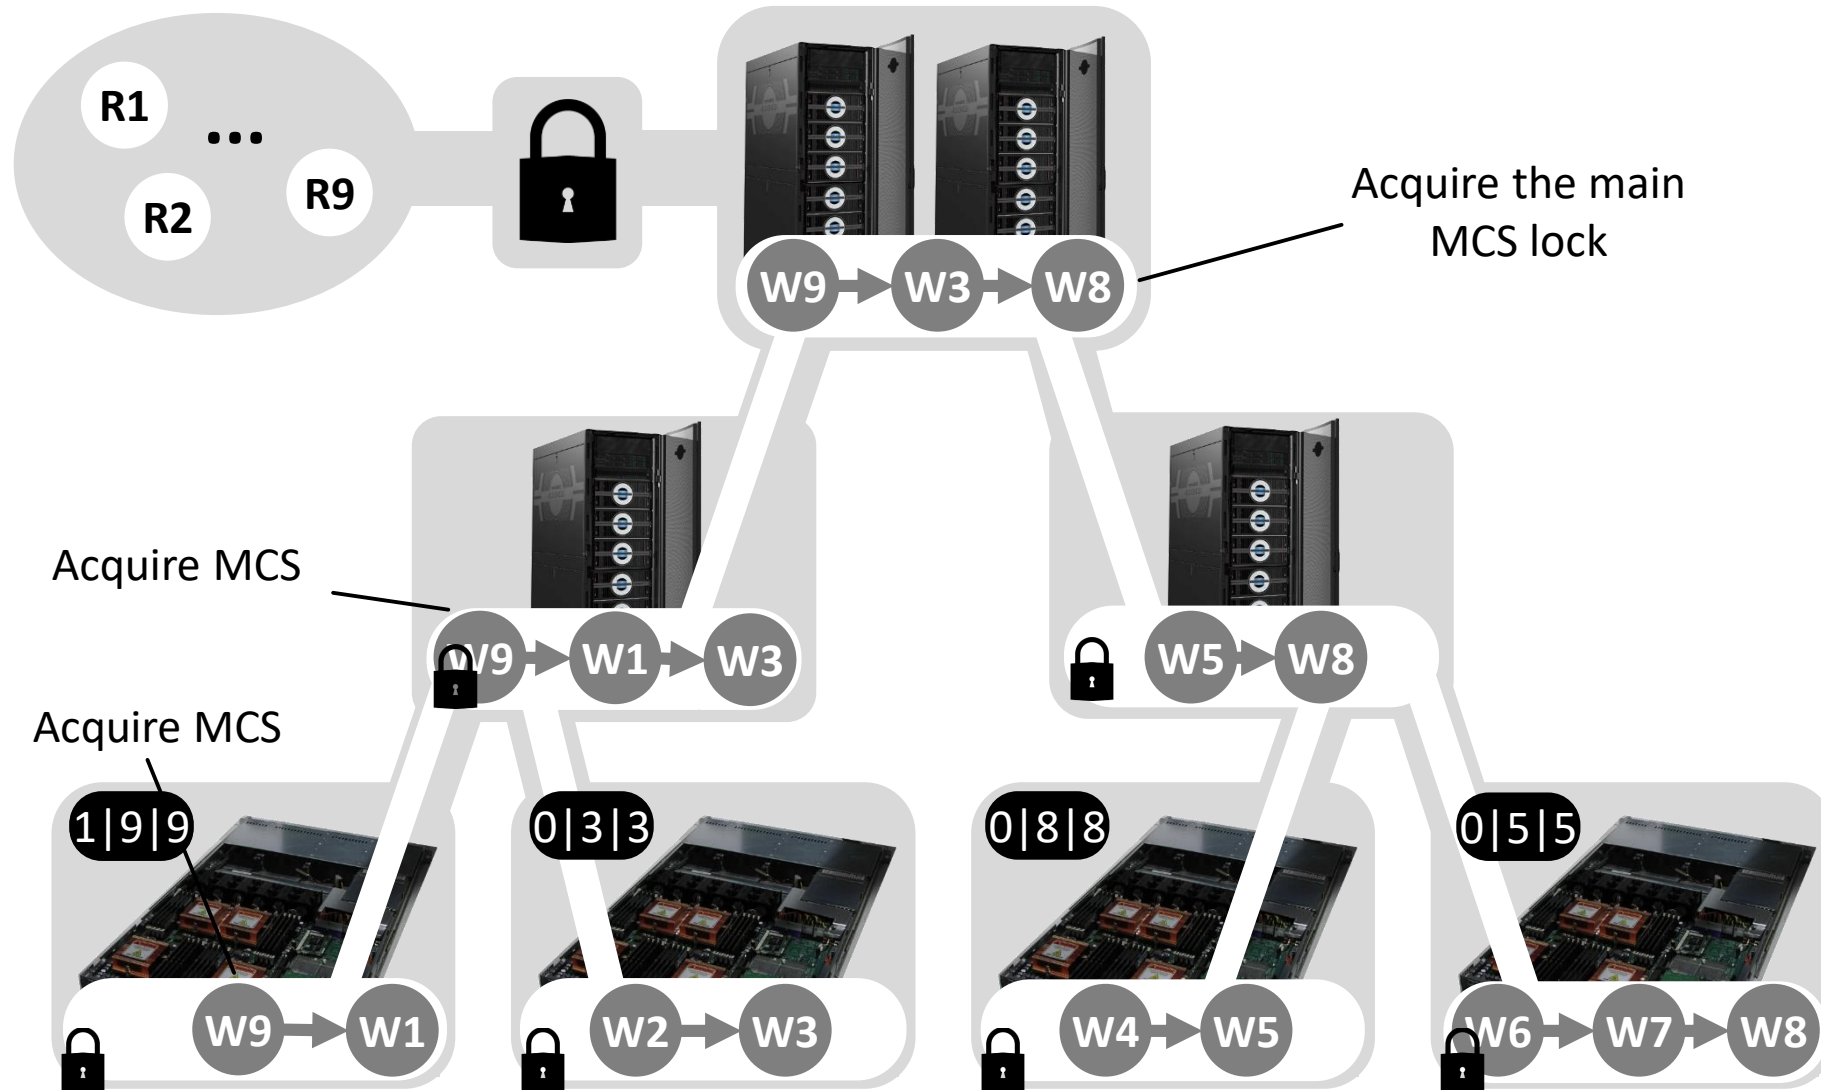 R1
...
R2
R9
Acquire the main
MCS lock
W9 W3 W8
Acquire MCS
W9 W1 W3
W5 W8
Acquire MCS
1|9|9
0|3|3
0|8|8
0|5|5
W9 W1
W2 W3
W4 W5
W6 W7 W8